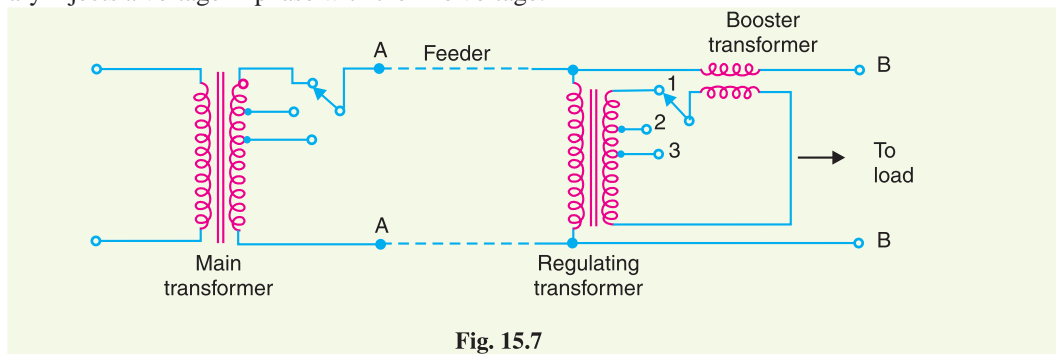 Booster
transformer
A
Feeder
B
1
2
3
To
load
A
B
Main
transformer
Regulating
transformer
Fig. 15.7